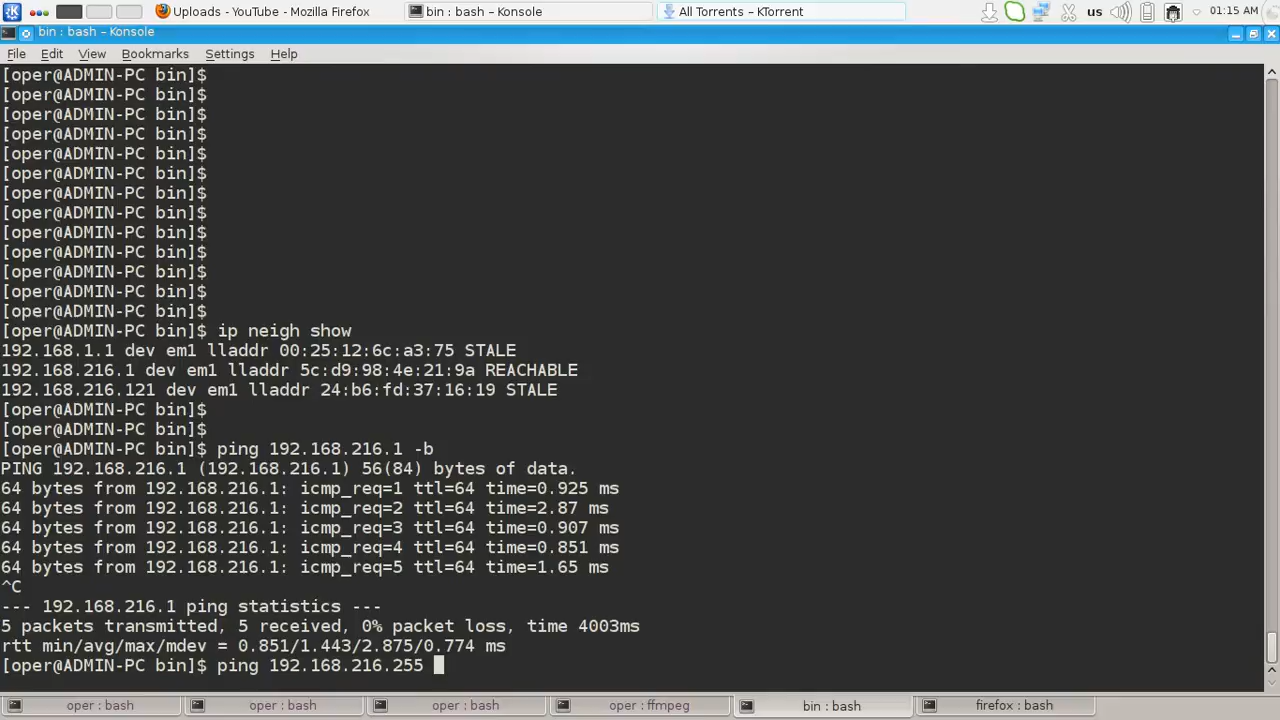 Uploads - YouTube - Mozilla Firefox
bin : bash – Konsole
All Torrents – KTorrent
us
01:15 AM
bin : bash – Konsole
File Edit View Bookmarks Settings Help
[oper@ADMIN-PC bin]$
[oper@ADMIN-PC bin]$
[oper@ADMIN-PC bin]$
[oper@ADMIN-PC bin]$
[oper@ADMIN-PC bin]$
[oper@ADMIN-PC bin]$
[oper@ADMIN-PC bin]$
[oper@ADMIN-PC bin]$
[oper@ADMIN-PC bin]$
[oper@ADMIN-PC bin]$
[oper@ADMIN-PC bin]$
[oper@ADMIN-PC bin]$
[oper@ADMIN-PC bin]$
[oper@ADMIN-PC bin]$ ip neigh show
192.168.1.1 dev em1 lladdr 00:25:12:6c:a3:75 STALE
192.168.216.1 dev em1 lladdr 5c:d9:98:4e:21:9a REACHABLE
192.168.216.121 dev em1 lladdr 24:b6:fd:37:16:19 STALE
[oper@ADMIN-PC bin]$
[oper@ADMIN-PC bin]$
[oper@ADMIN-PC bin]$ ping 192.168.216.1 -b
PING 192.168.216.1 (192.168.216.1) 56(84) bytes of data.
64 bytes from 192.168.216.1: icmp_req=1 ttl=64 time=0.925 ms
64 bytes from 192.168.216.1: icmp_req=2 ttl=64 time=2.87 ms
64 bytes from 192.168.216.1: icmp_req=3 ttl=64 time=0.907 ms
64 bytes from 192.168.216.1: icmp_req=4 ttl=64 time=0.851 ms
64 bytes from 192.168.216.1: icmp_req=5 ttl=64 time=1.65 ms
^C
--- 192.168.216.1 ping statistics ---
5 packets transmitted, 5 received, 0% packet loss, time 4003ms
rtt min/avg/max/mdev = 0.851/1.443/2.875/0.774 ms
[oper@ADMIN-PC bin]$ ping 192.168.216.255
oper : bash
oper : bash
oper : bash
oper : ffmpeg
bin : bash
firefox : bash